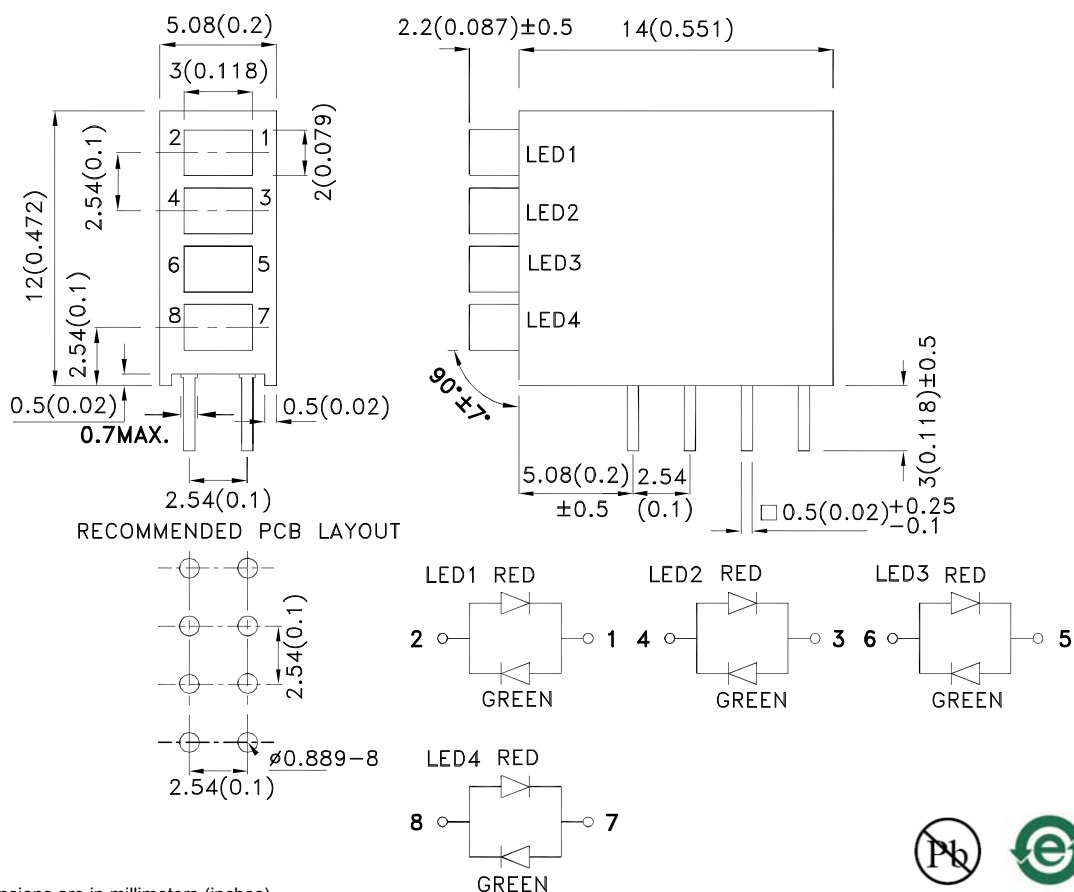 5.08(0.2)
3(0.118)
2 1
4 3
6 5
8 7
2(0.079)
2.54(0.1)
12(0.472)
2.54(0.1)
0.5(0.02)
0.7MAX.
0.5(0.02)
2.54(0.1)
2.2(0.087)±0.5
14(0.551)
LED1
LED2
LED3
LED4
90°±7°
3(0.118)±0.5
5.08(0.2)
±0.5
2.54
(0.1)
□0.5(0.02)+0.25
-0.1
RECOMMENDED PCB LAYOUT
2.54(0.1)
ø0.889-8
2.54(0.1)
LED1 RED
2 1
GREEN
LED2 RED
4 3
GREEN
LED3 RED
6 5
GREEN
LED4 RED
8 7
GREEN
Pb
e